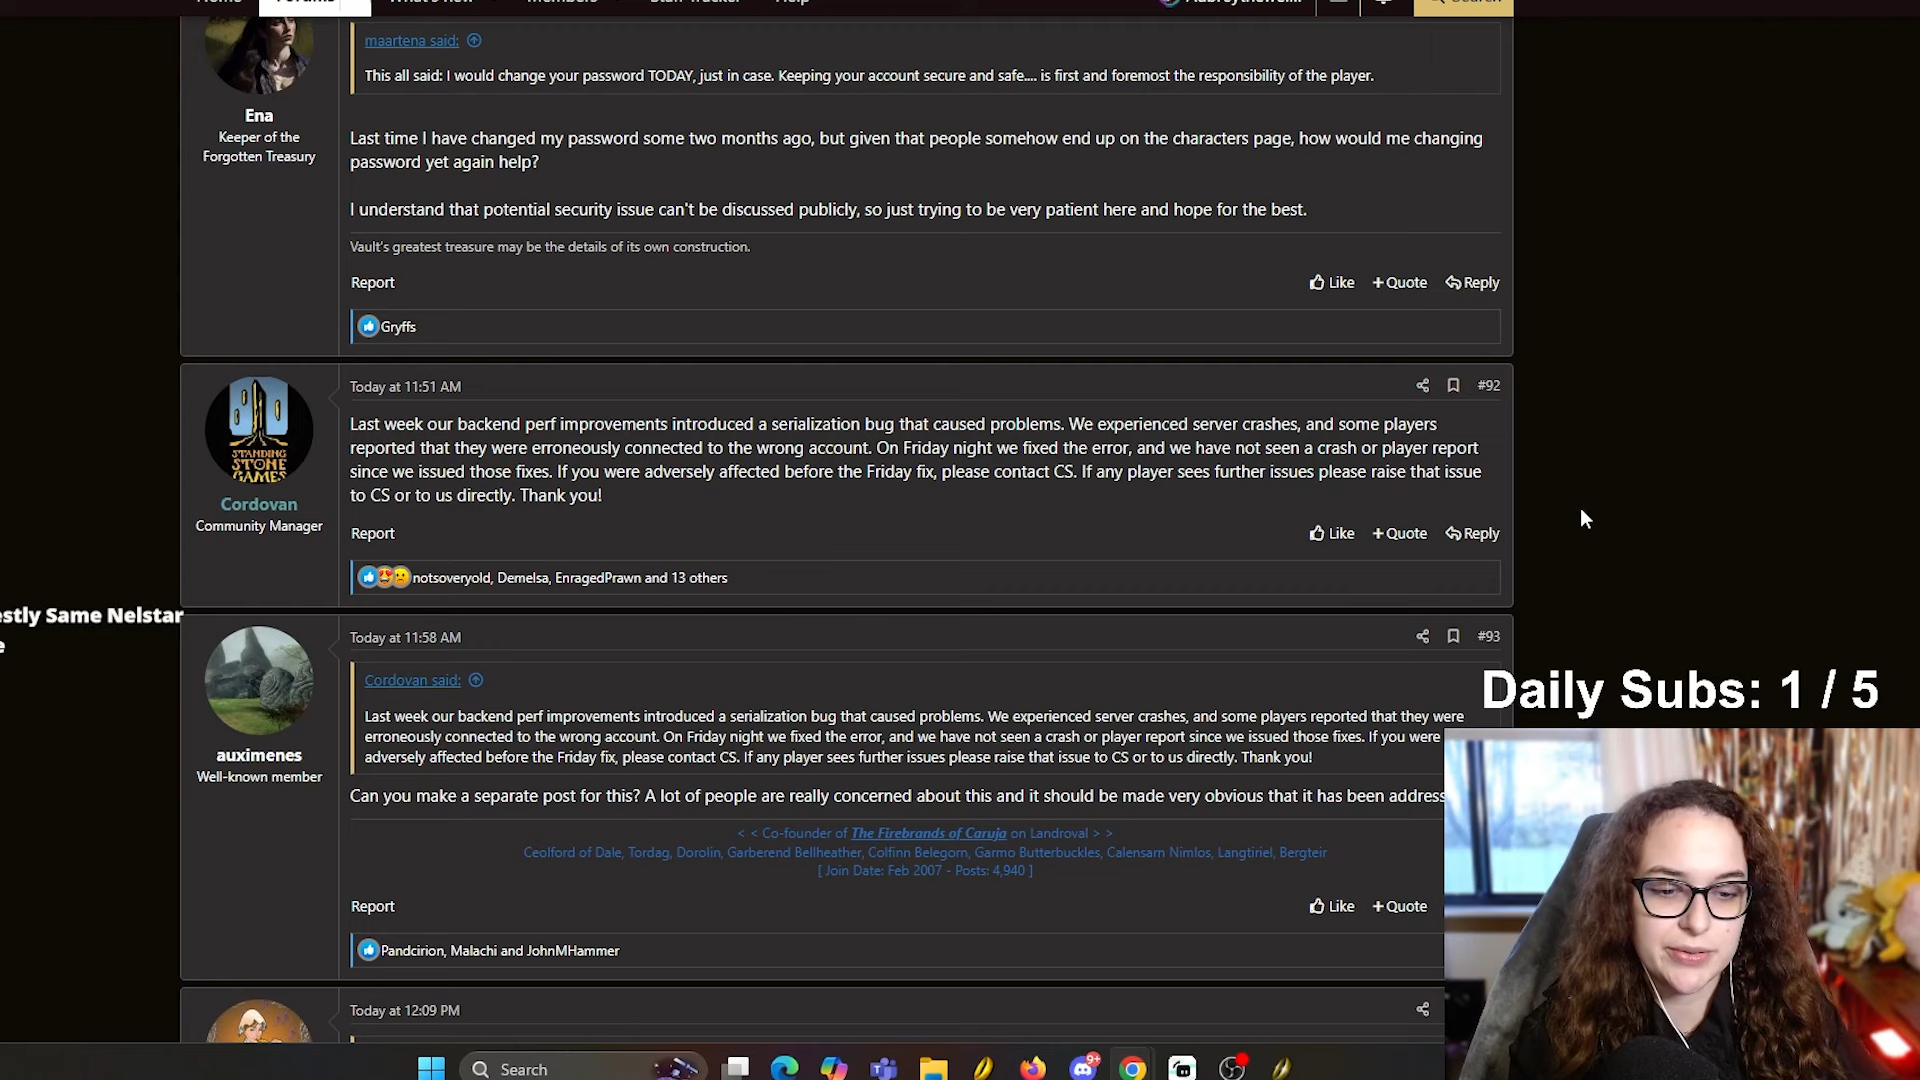 Home Forums What's new Members Staff Tracker Help Search
maartena said:
This all said: I would change your password TODAY, just in case. Keeping your account secure and safe.... is first and foremost the responsibility of the player.
Ena
Keeper of the
Forgotten Treasury
Last time I have changed my password some two months ago, but given that people somehow end up on the characters page, how would me changing
password yet again help?
I understand that potential security issue can't be discussed publicly, so just trying to be very patient here and hope for the best.
Vault's greatest treasure may be the details of its own construction.
Report Like +Quote Reply
Gryffs
Today at 11:51 AM #92
STANDING
STONE
GAMES
Cordovan
Community Manager
Last week our backend perf improvements introduced a serialization bug that caused problems. We experienced server crashes, and some players
reported that they were erroneously connected to the wrong account. On Friday night we fixed the error, and we have not seen a crash or player report
since we issued those fixes. If you were adversely affected before the Friday fix, please contact CS. If any player sees further issues please raise that issue
to CS or to us directly. Thank you!
Report Like +Quote Reply
notsoveryold, Demelsa, EnragedPrawn and 13 others
estly Same Nelstar
e
Today at 11:58 AM #93
auximenes
Well-known member
Cordovan said:
Last week our backend perf improvements introduced a serialization bug that caused problems. We experienced server crashes, and some players reported that they were
erroneously connected to the wrong account. On Friday night we fixed the error, and we have not seen a crash or player report since we issued those fixes. If you were
adversely affected before the Friday fix, please contact CS. If any player sees further issues please raise that issue to CS or to us directly. Thank you!
Can you make a separate post for this? A lot of people are really concerned about this and it should be made very obvious that it has been address
< < Co-founder of The Firebrands of Caruja on Landroval > >
Ceolford of Dale, Tordag, Dorolin, Garberend Bellheather, Colfinn Belegorn, Garmo Butterbuckles, Calensarn Nimlos, Langtiriel, Bergteir
[ Join Date: Feb 2007 - Posts: 4,940 ]
Report Like +Quote
Pandcirion, Malachi and JohnMHammer
Daily Subs: 1 / 5
Today at 12:09 PM
Search
9+